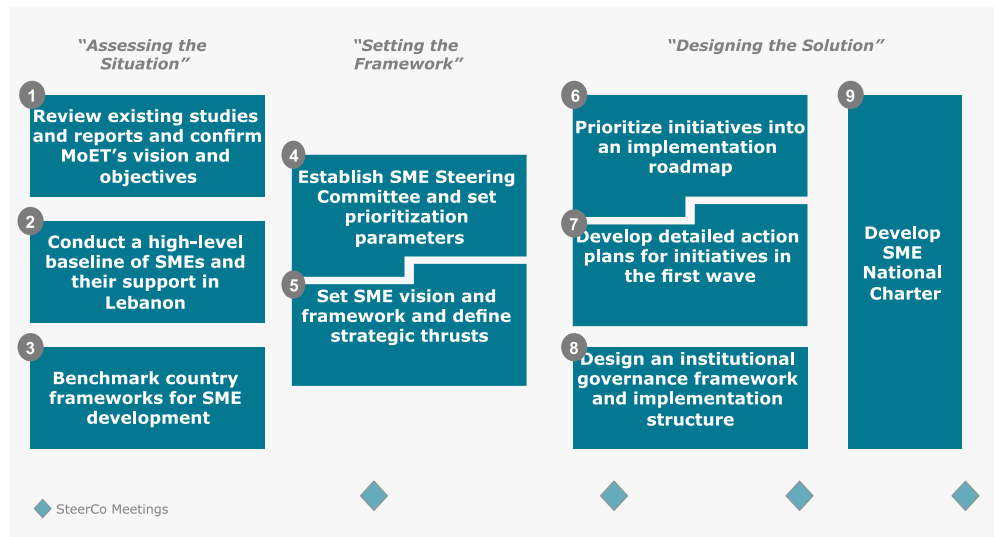 “Assessing the
Situation”
“Setting the
Framework”
“Designing the Solution”
1
Review existing studies
and reports and confirm
MoET’s vision and
objectives
2
Conduct a high-level
baseline of SMEs and
their support in
Lebanon
3
Benchmark country
frameworks for SME
development
4
Establish SME Steering
Committee and set
prioritization
parameters
5
Set SME vision and
framework and define
strategic thrusts
6
Prioritize initiatives into
an implementation
roadmap
7
Develop detailed action
plans for initiatives in
the first wave
8
Design an institutional
governance framework
and implementation
structure
9
Develop
SME
National
Charter
SteerCo Meetings